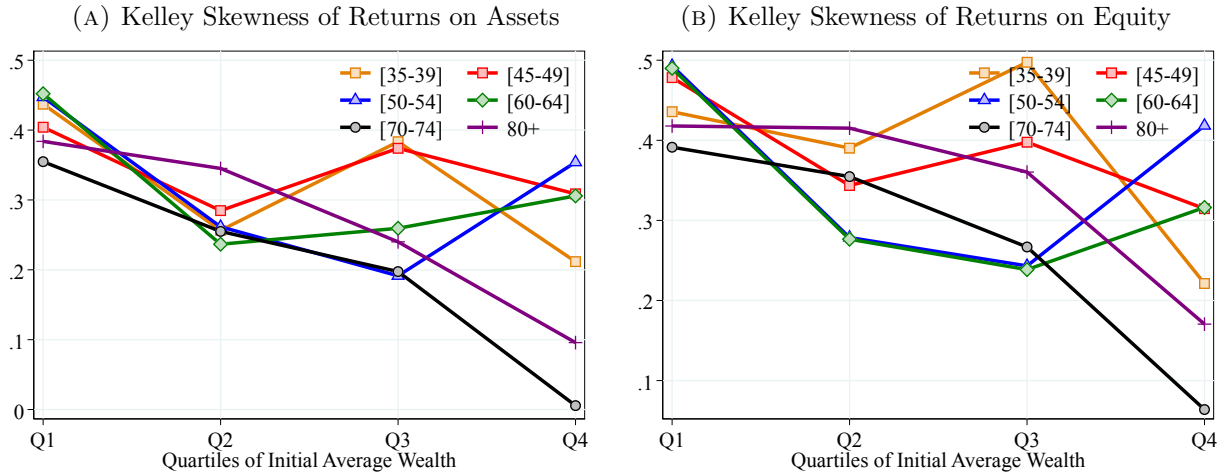 (A) Kelley Skewness of Returns on Assets
.5
.4
.3
.2
.1
0
[35-39] [45-49]
[50-54] [60-64]
[70-74] 80+
Q1 Q2 Q3 Q4
Quartiles of Initial Average Wealth
(B) Kelley Skewness of Returns on Equity
.5
.4
.3
.2
.1
[35-39] [45-49]
[50-54] [60-64]
[70-74] 80+
Q1 Q2 Q3 Q4
Quartiles of Initial Average Wealth